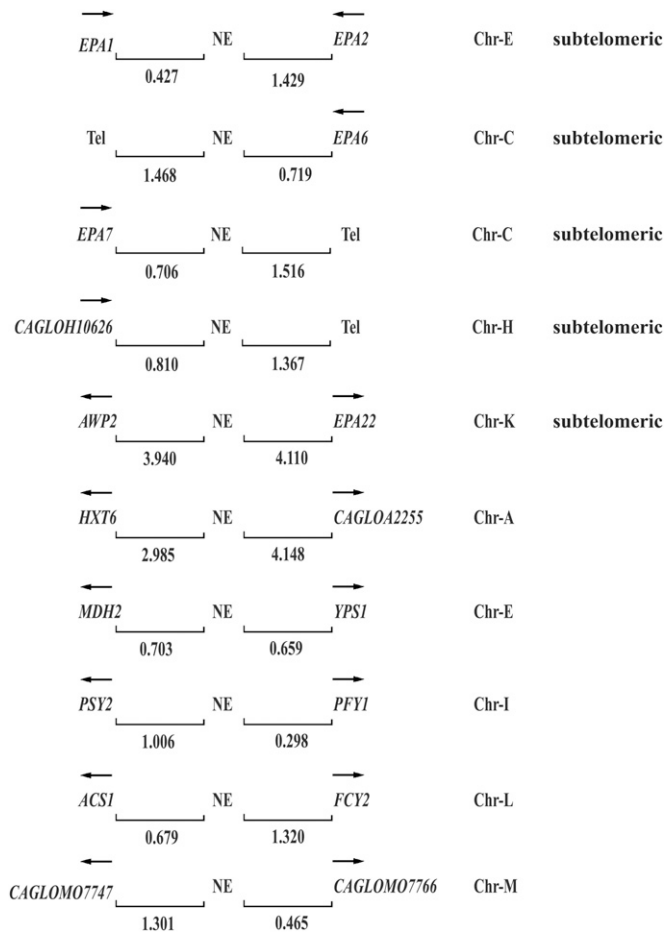 EPA1 NE EPA2 Chr-E subtelomeric
0.427 1.429
Tel NE EPA6 Chr-C subtelomeric
1.468 0.719
EPA7 NE Tel Chr-C subtelomeric
0.706 1.516
CAGLOH10626 NE Tel Chr-H subtelomeric
0.810 1.367
AWP2 NE EPA22 Chr-K subtelomeric
3.940 4.110
HXT6 NE CAGLOA2255 Chr-A
2.985 4.148
MDH2 NE YPS1 Chr-E
0.703 0.659
PSY2 NE PFY1 Chr-I
1.006 0.298
ACS1 NE FCY2 Chr-L
0.679 1.320
CAGLOMO7747 NE CAGLOMO7766 Chr-M
1.301 0.465